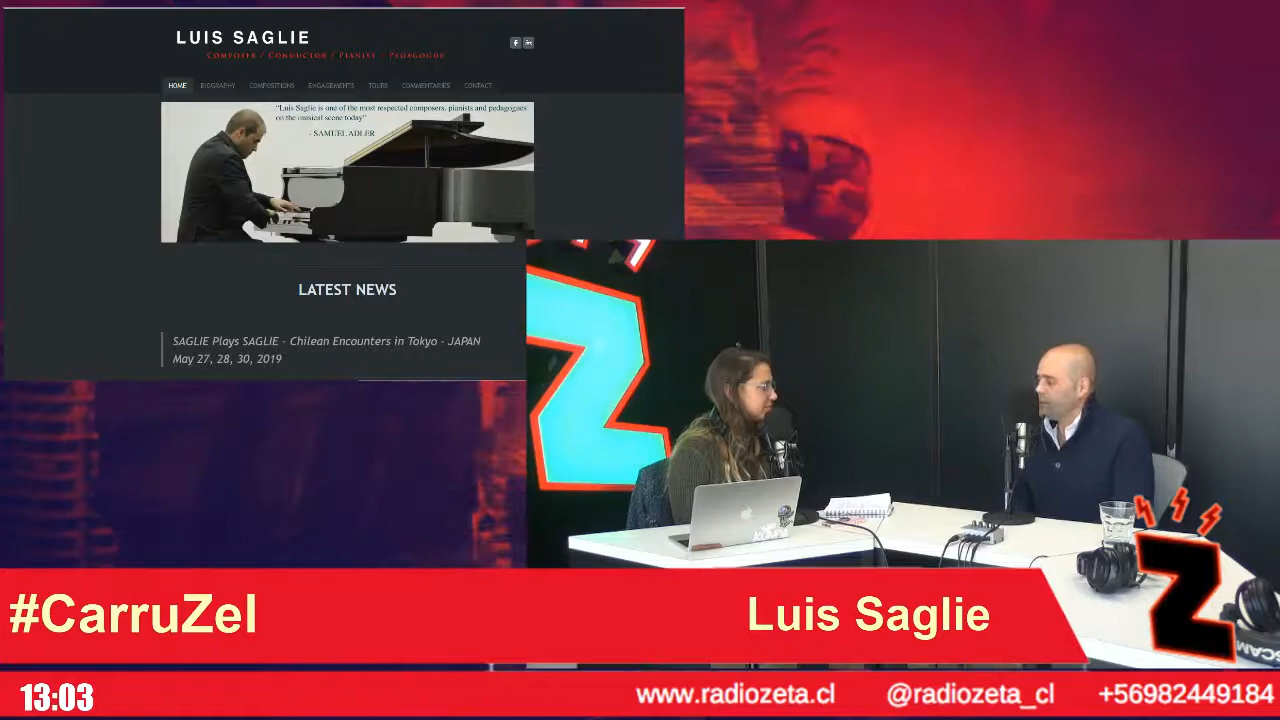 LUIS SAGLIE
COMPOSER / CONDUCTOR / PIANIST / PEDAGOGUE
HOME BIOGRAPHY COMPOSITIONS ENGAGEMENTS TOURS COMMENTARIES CONTACT
"Luis Saglie is one of the most respected composers, pianists and pedagogues
on the musical scene today"
- SAMUEL ADLER
LATEST NEWS
SAGLIE Plays SAGLIE - Chilean Encounters in Tokyo - JAPAN
May 27, 28, 30, 2019
Z
Z
#CarruZel
Luis Saglie
13:03
www.radiozeta.cl @radiozeta_cl +56982449184